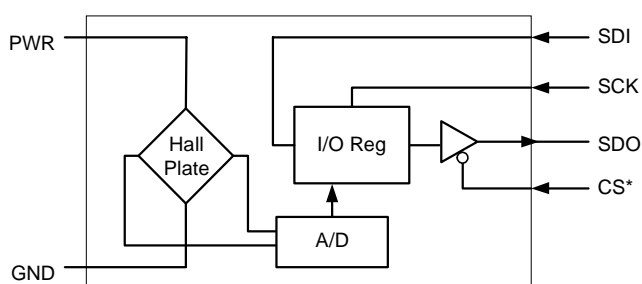 PWR
SDI
SCK
Hall
Plate
I/O Reg
SDO
CS*
A/D
GND